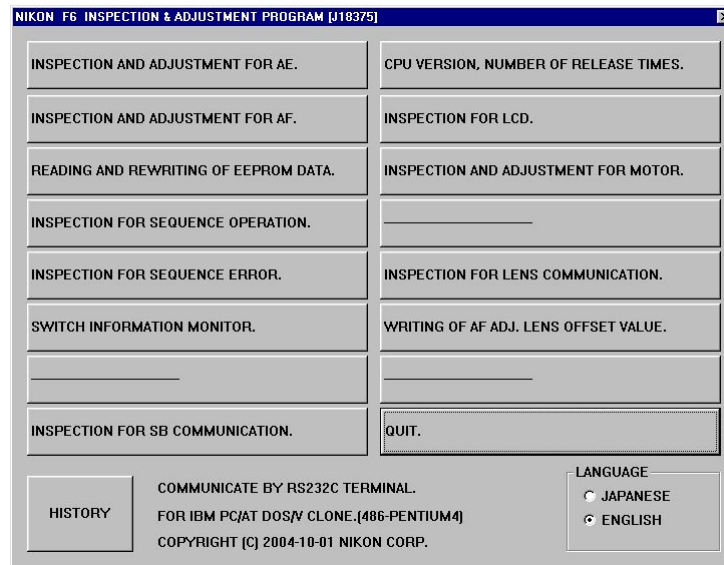 NIKON F6 INSPECTION & ADJUSTMENT PROGRAM [J18375]
INSPECTION AND ADJUSTMENT FOR AE.
CPU VERSION, NUMBER OF RELEASE TIMES.
INSPECTION AND ADJUSTMENT FOR AF.
INSPECTION FOR LCD.
READING AND REWRITING OF EEPROM DATA.
INSPECTION AND ADJUSTMENT FOR MOTOR.
INSPECTION FOR SEQUENCE OPERATION.
INSPECTION FOR SEQUENCE ERROR.
INSPECTION FOR LENS COMMUNICATION.
SWITCH INFORMATION MONITOR.
WRITING OF AF ADJ. LENS OFFSET VALUE.
INSPECTION FOR SB COMMUNICATION.
QUIT.
HISTORY
COMMUNICATE BY RS232C TERMINAL.
FOR IBM PC/AT DOS/V CLONE.(486-PENTIUM4)
COPYRIGHT (C) 2004-10-01 NIKON CORP.
LANGUAGE
JAPANESE
ENGLISH